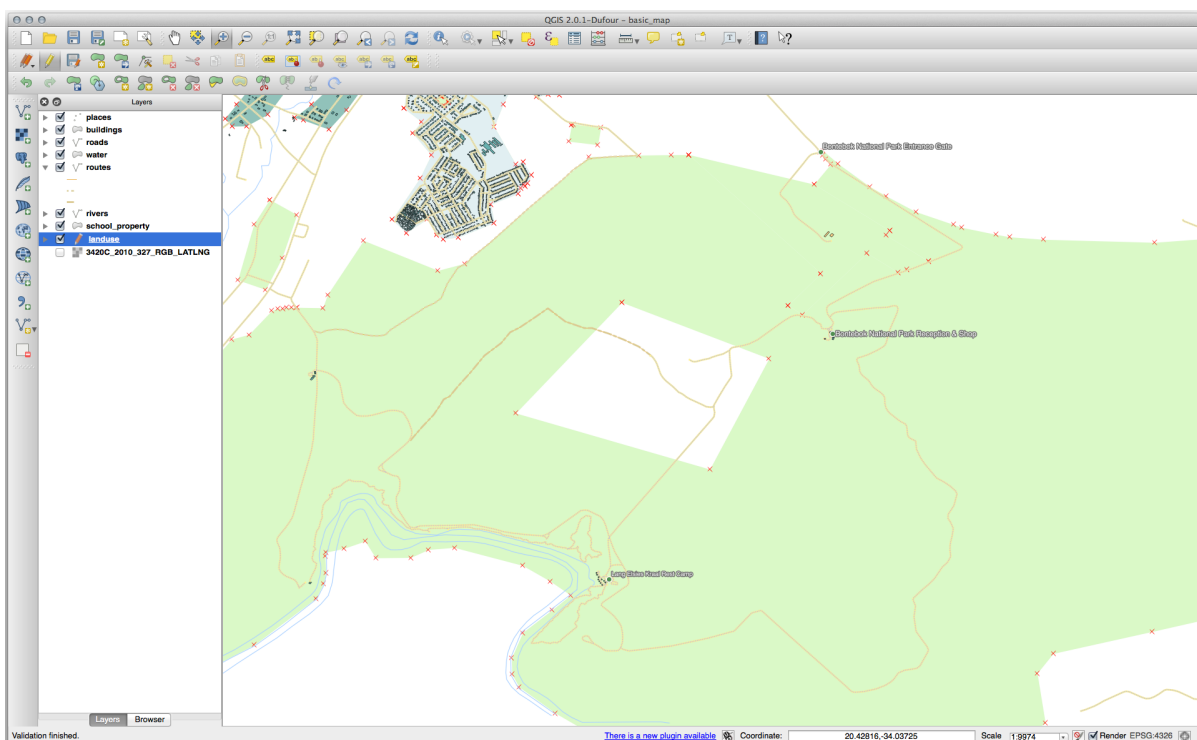 QGIS 2.0.1-Dufour - basic_map
Layers
places
buildings
roads
water
routes
rivers
school_property
landuse
3420C_2010_327_RGB_LATLNG
Bontebok National Park Entrance Gate
Bontebok National Park Reception & Shop
Lang Elsies Kraal Rest Camp
Layers Browser
Validation finished. There is a new plugin available Coordinate: 20.42816,-34.03725 Scale 1:9974 Render EPSG:4326